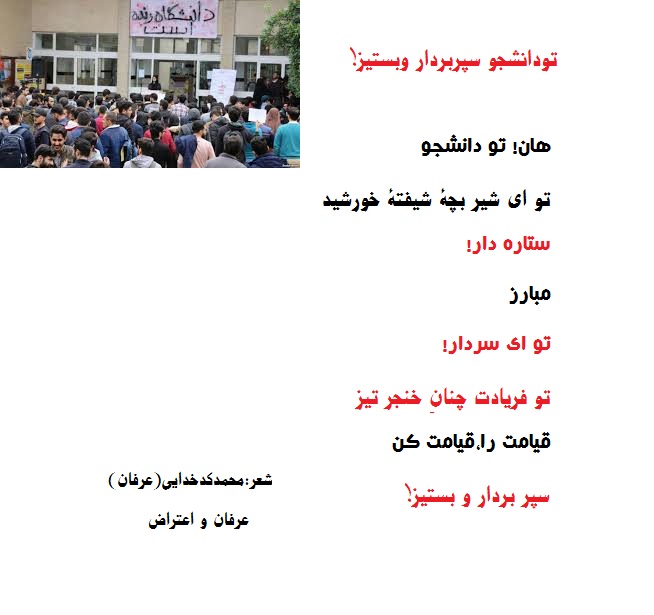 دانشگاه زنده
است
تودانشجو سپربردار وبستیز!
هان! تو دانشجو
تو ای شیر بچهٔ شیفتهٔ خورشید
ستاره دار!
مبارز
تو ای سردار!
تو فریادت چنانِ خنجر تیز
قیامت را،قیامت کن
سپر بردار و بستیز!
شعر:محمدکدخدایی(عرفان )
عرفان و اعتراض